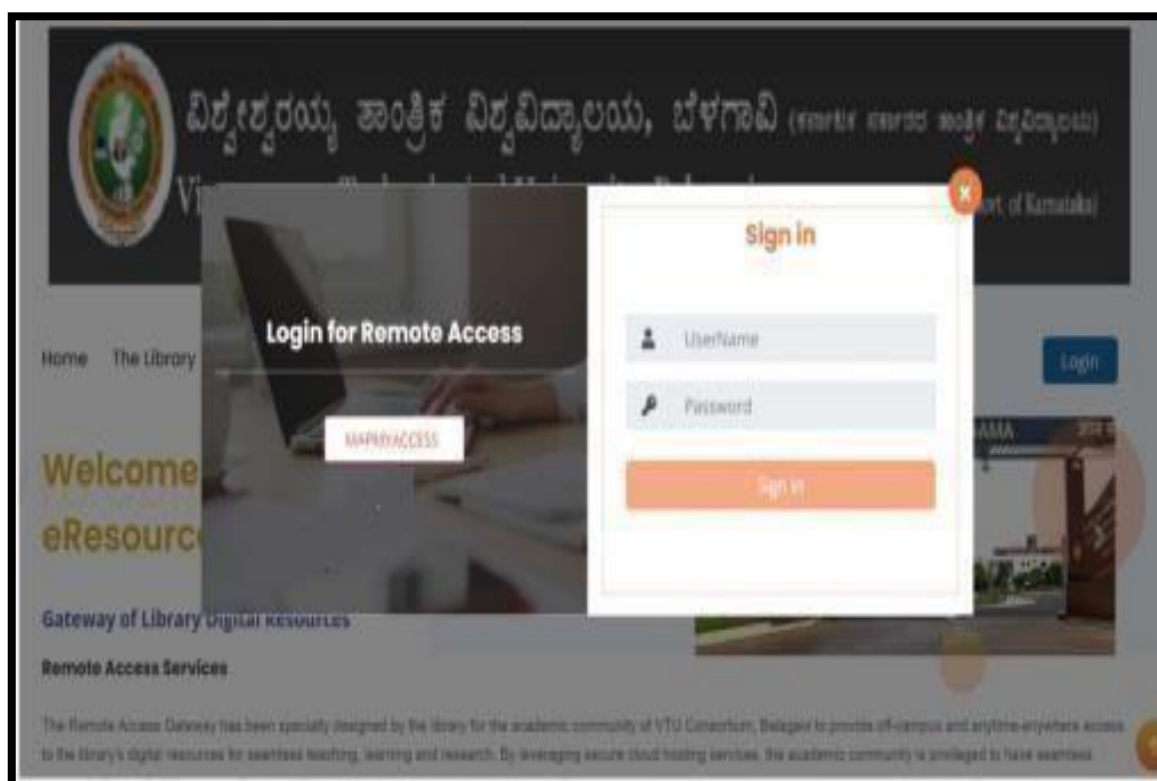 ವಿಶ್ವೇಶ್ವರಯ್ಯ ತಾಂತ್ರಿಕ ವಿಶ್ವವಿದ್ಯಾಲಯ, ಬೆಳಗಾವಿ
ort of Karnataka)
Sign in
Login for Remote Access
UserName
Home The Library
Login
Password
MAPMYACCESS
AMA
Welcome
Sign in
eResourc
Gateway of Library Digital Resources
Remote Access Services
The Remote Access Gateway has been specially designed by the library for the academic community of VTU Consortium, Belagavi to provide off-campus and anytime-anywhere access
to the library's digital resources for seamless teaching, learning and research. By leveraging secure cloud hosting services, the academic community is privileged to have seamless